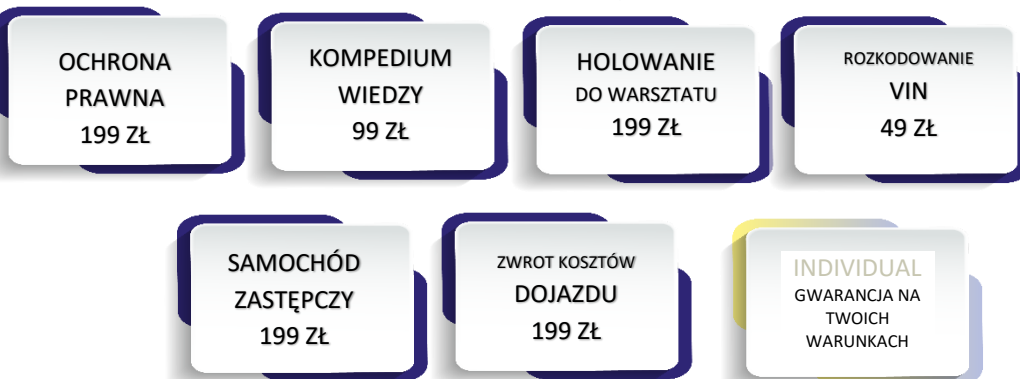 OCHRONA
PRAWNA
199 ZŁ
KOMPEDIUM
WIEDZY
99 ZŁ
HOLOWANIE
DO WARSZTATU
199 ZŁ
ROZKODOWANIE
VIN
49 ZŁ
SAMOCHÓD
ZASTĘPCZY
199 ZŁ
ZWROT KOSZTÓW
DOJAZDU
199 ZŁ
INDIVIDUAL
GWARANCJA NA
TWOICH
WARUNKACH